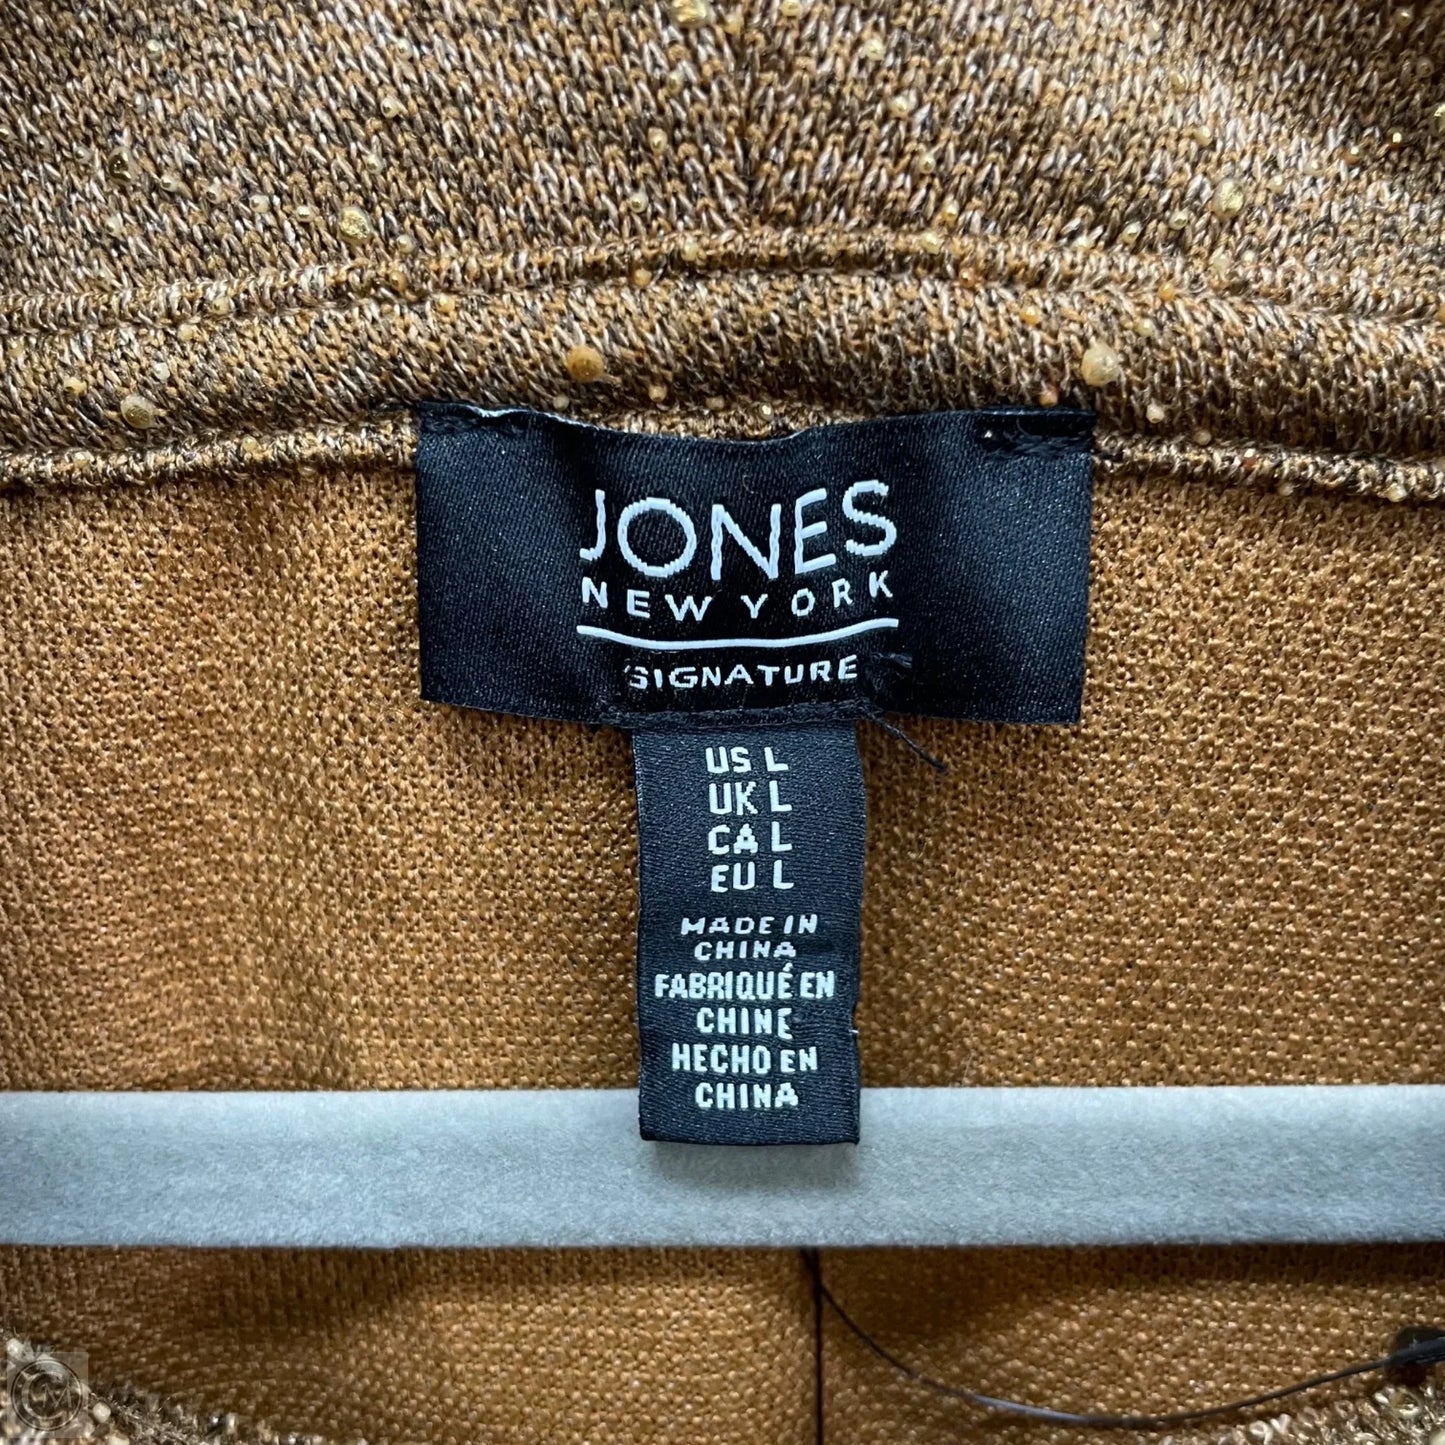 JONES
NEW YORK
SIGNATURE
US L
UK L
CA L
EU L
MADE IN
CHINA
FABRIQUÉ EN
CHINE
HECHO EN
CHINA